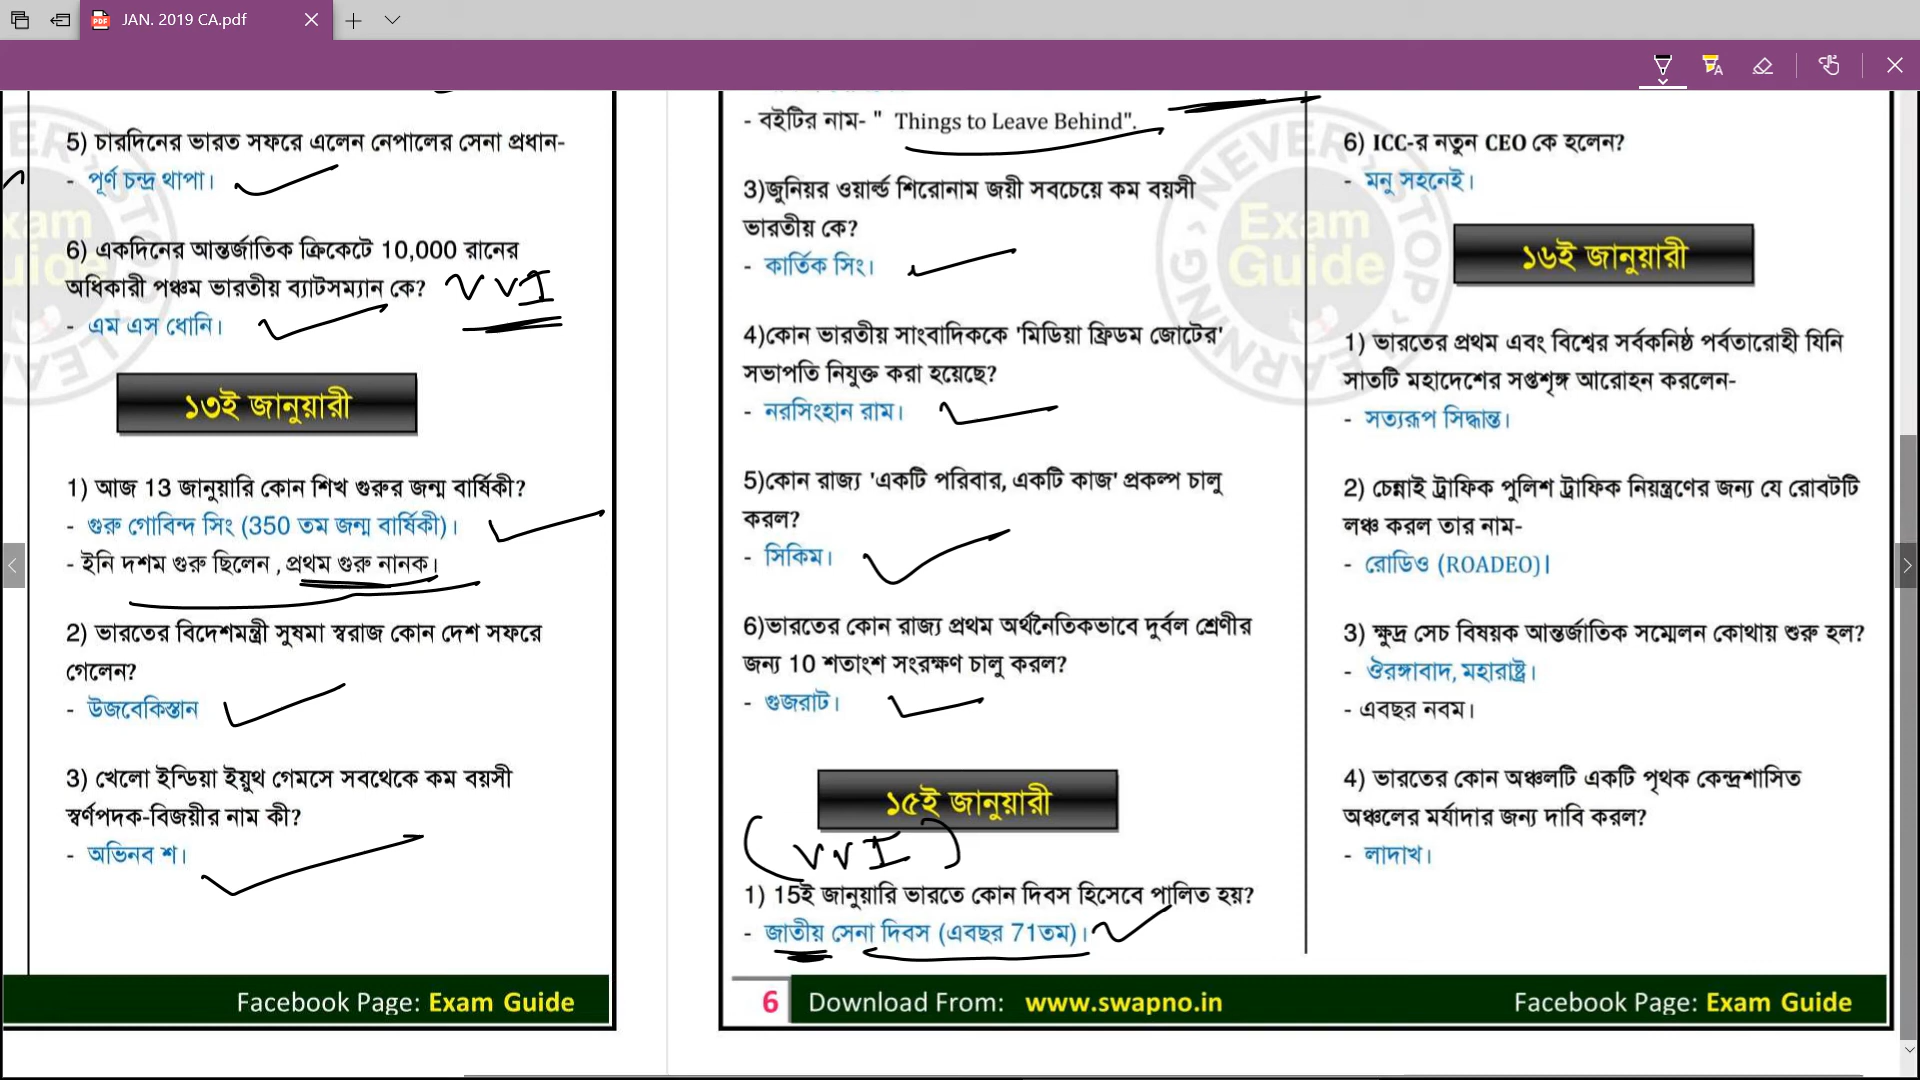 JAN. 2019 CA.pdf
5) চারদিনের ভারত সফরে এলেন নেপালের সেনা প্রধান-
- পূর্ণ চন্দ্র থাপা।
6) একদিনের আন্তর্জাতিক ক্রিকেটে 10,000 রানের
অধিকারী পঞ্চম ভারতীয় ব্যাটসম্যান কে? VVI
- এম এস ধোনি।
১৩ই জানুয়ারী
1) আজ 13 জানুয়ারি কোন শিখ গুরুর জন্ম বার্ষিকী?
- গুরু গোবিন্দ সিং (350 তম জন্ম বার্ষিকী)।
- ইনি দশম গুরু ছিলেন , প্রথম গুরু নানক।
2) ভারতের বিদেশমন্ত্রী সুষমা স্বরাজ কোন দেশ সফরে
গেলেন?
- উজবেকিস্তান
3) খেলো ইন্ডিয়া ইয়ুথ গেমসে সবথেকে কম বয়সী
স্বর্ণপদক-বিজয়ীর নাম কী?
- অভিনব শ।
Facebook Page: Exam Guide
- বইটির নাম- " Things to Leave Behind".
3)জুনিয়র ওয়ার্ল্ড শিরোনাম জয়ী সবচেয়ে কম বয়সী
ভারতীয় কে?
- কার্তিক সিং।
4)কোন ভারতীয় সাংবাদিককে 'মিডিয়া ফ্রিডম জোটের'
সভাপতি নিযুক্ত করা হয়েছে?
- নরসিংহান রাম।
5)কোন রাজ্য 'একটি পরিবার, একটি কাজ' প্রকল্প চালু
করল?
- সিকিম।
6)ভারতের কোন রাজ্য প্রথম অর্থনৈতিকভাবে দুর্বল শ্রেণীর
জন্য 10 শতাংশ সংরক্ষণ চালু করল?
- গুজরাট।
১৫ই জানুয়ারী
(VVI)
1) 15ই জানুয়ারি ভারতে কোন দিবস হিসেবে পালিত হয়?
- জাতীয় সেনা দিবস (এবছর 71তম)।
6) ICC-র নতুন CEO কে হলেন?
- মনু সহনেই।
১৬ই জানুয়ারী
1) ভারতের প্রথম এবং বিশ্বের সর্বকনিষ্ঠ পর্বতারোহী যিনি
সাতটি মহাদেশের সপ্তশৃঙ্গ আরোহন করলেন-
- সত্যরূপ সিদ্ধান্ত।
2) চেন্নাই ট্রাফিক পুলিশ ট্রাফিক নিয়ন্ত্রণের জন্য যে রোবটটি
লঞ্চ করল তার নাম-
- রোডিও (ROADEO)।
3) ক্ষুদ্র সেচ বিষয়ক আন্তর্জাতিক সম্মেলন কোথায় শুরু হল?
- ঔরঙ্গাবাদ, মহারাষ্ট্র।
- এবছর নবম।
4) ভারতের কোন অঞ্চলটি একটি পৃথক কেন্দ্রশাসিত
অঞ্চলের মর্যাদার জন্য দাবি করল?
- লাদাখ।
6 Download From: www.swapno.in Facebook Page: Exam Guide
NEVER STOP LEARNING
Exam
Guide